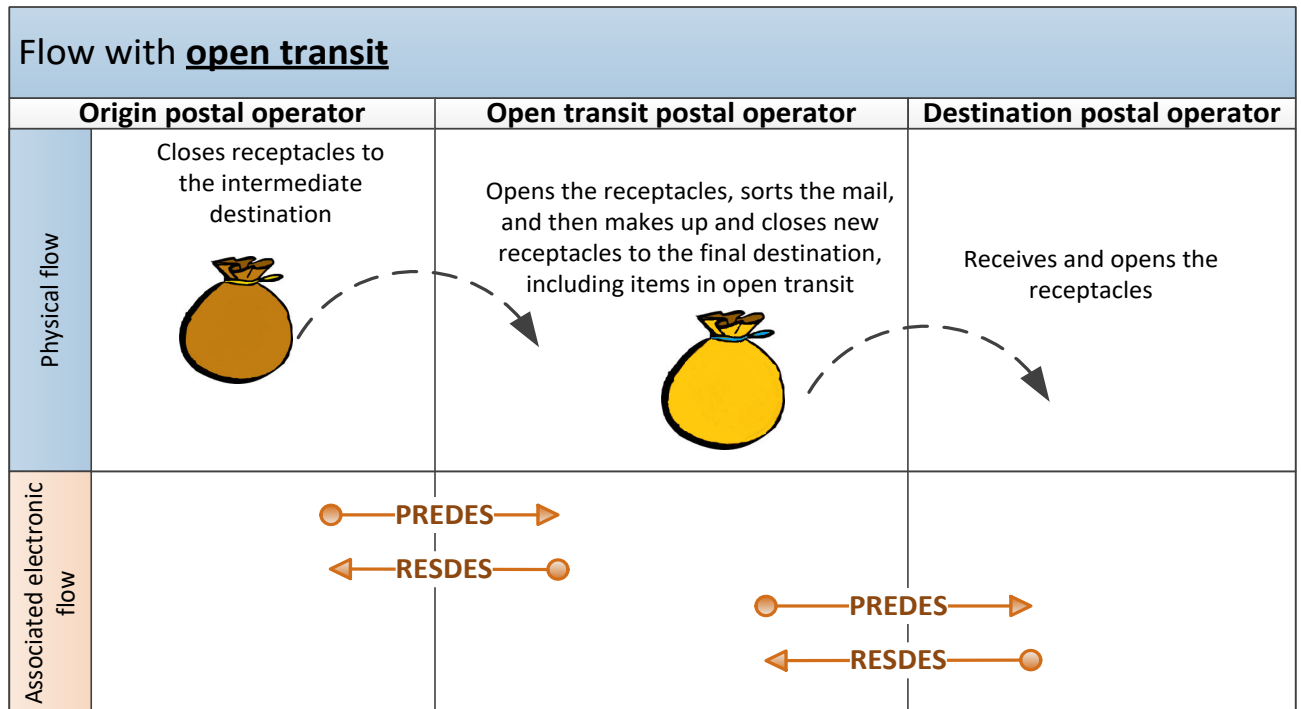 Flow with open transit
Origin postal operator
Open transit postal operator
Destination postal operator
Physical flow
Closes receptacles to
the intermediate
destination
Opens the receptacles, sorts the mail,
and then makes up and closes new
receptacles to the final destination,
including items in open transit
Receives and opens the
receptacles
Associated electronic
flow
PREDES
RESDES
PREDES
RESDES